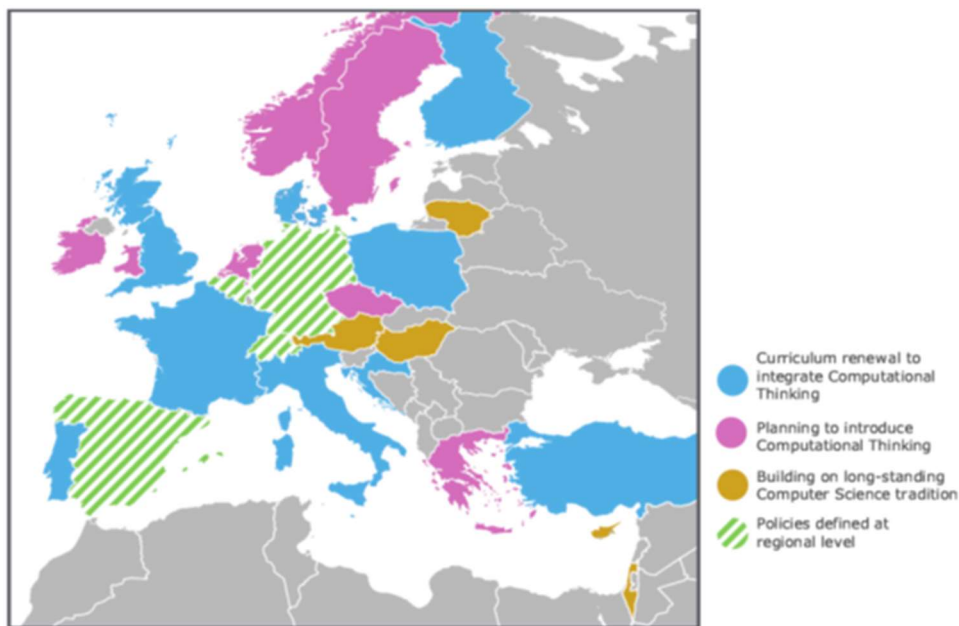 Curriculum renewal to
integrate Computational
Thinking
Planning to introduce
Computational Thinking
Building on long-standing
Computer Science tradition
Policies defined at
regional level